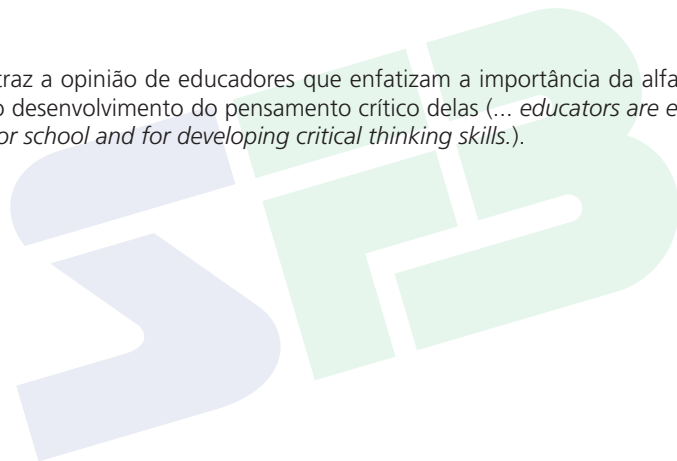 traz a opinião de educadores que enfatizam a importância da alfa
o desenvolvimento do pensamento crítico delas (... educators are e
or school and for developing critical thinking skills.).
SFB